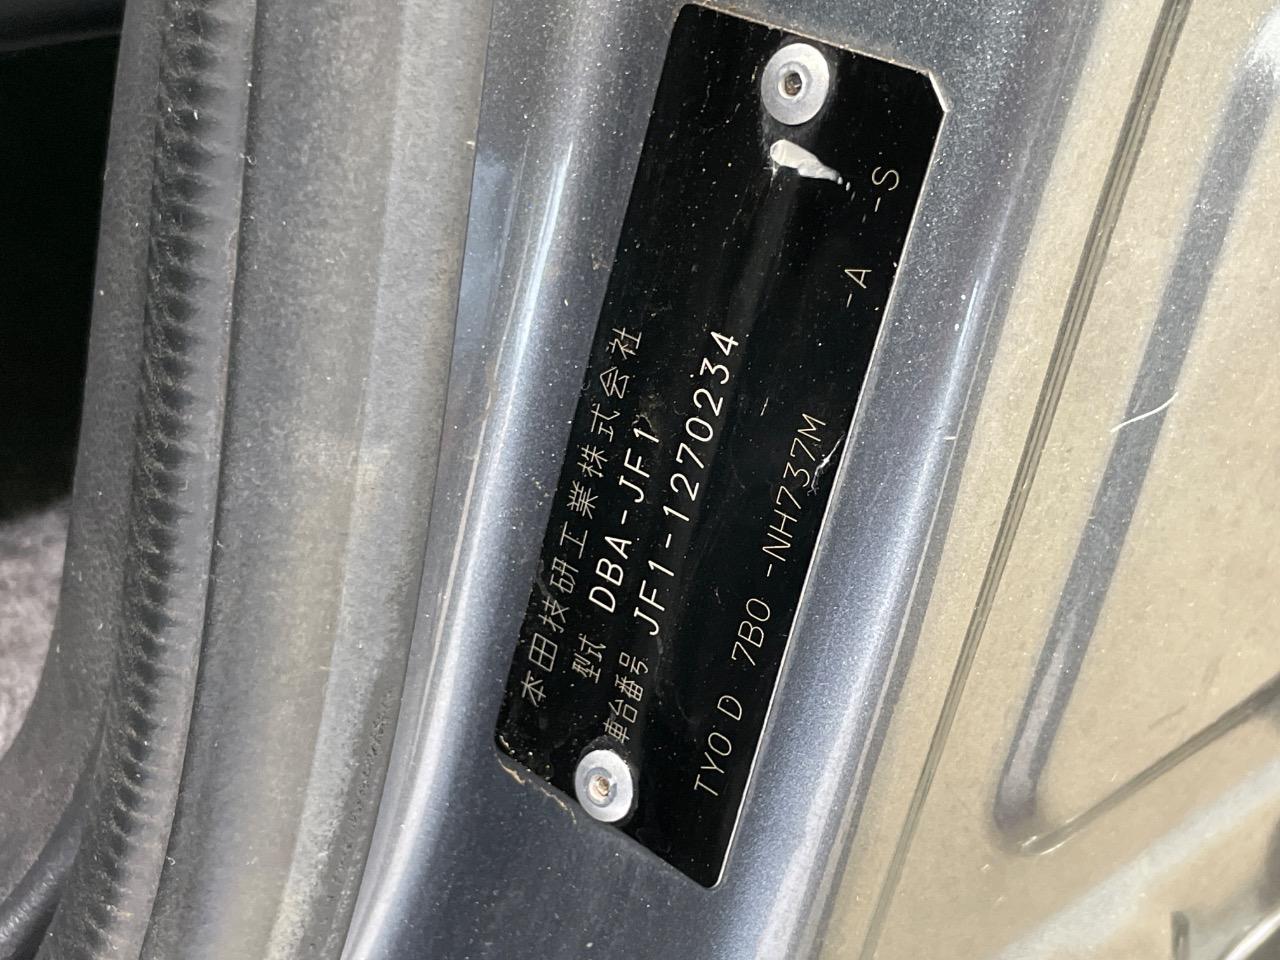 本田技研工業株式会社
型式 DBA-JF1
車台番号 JF1-1270234
TYO D 7B0 -NH737M -A -S